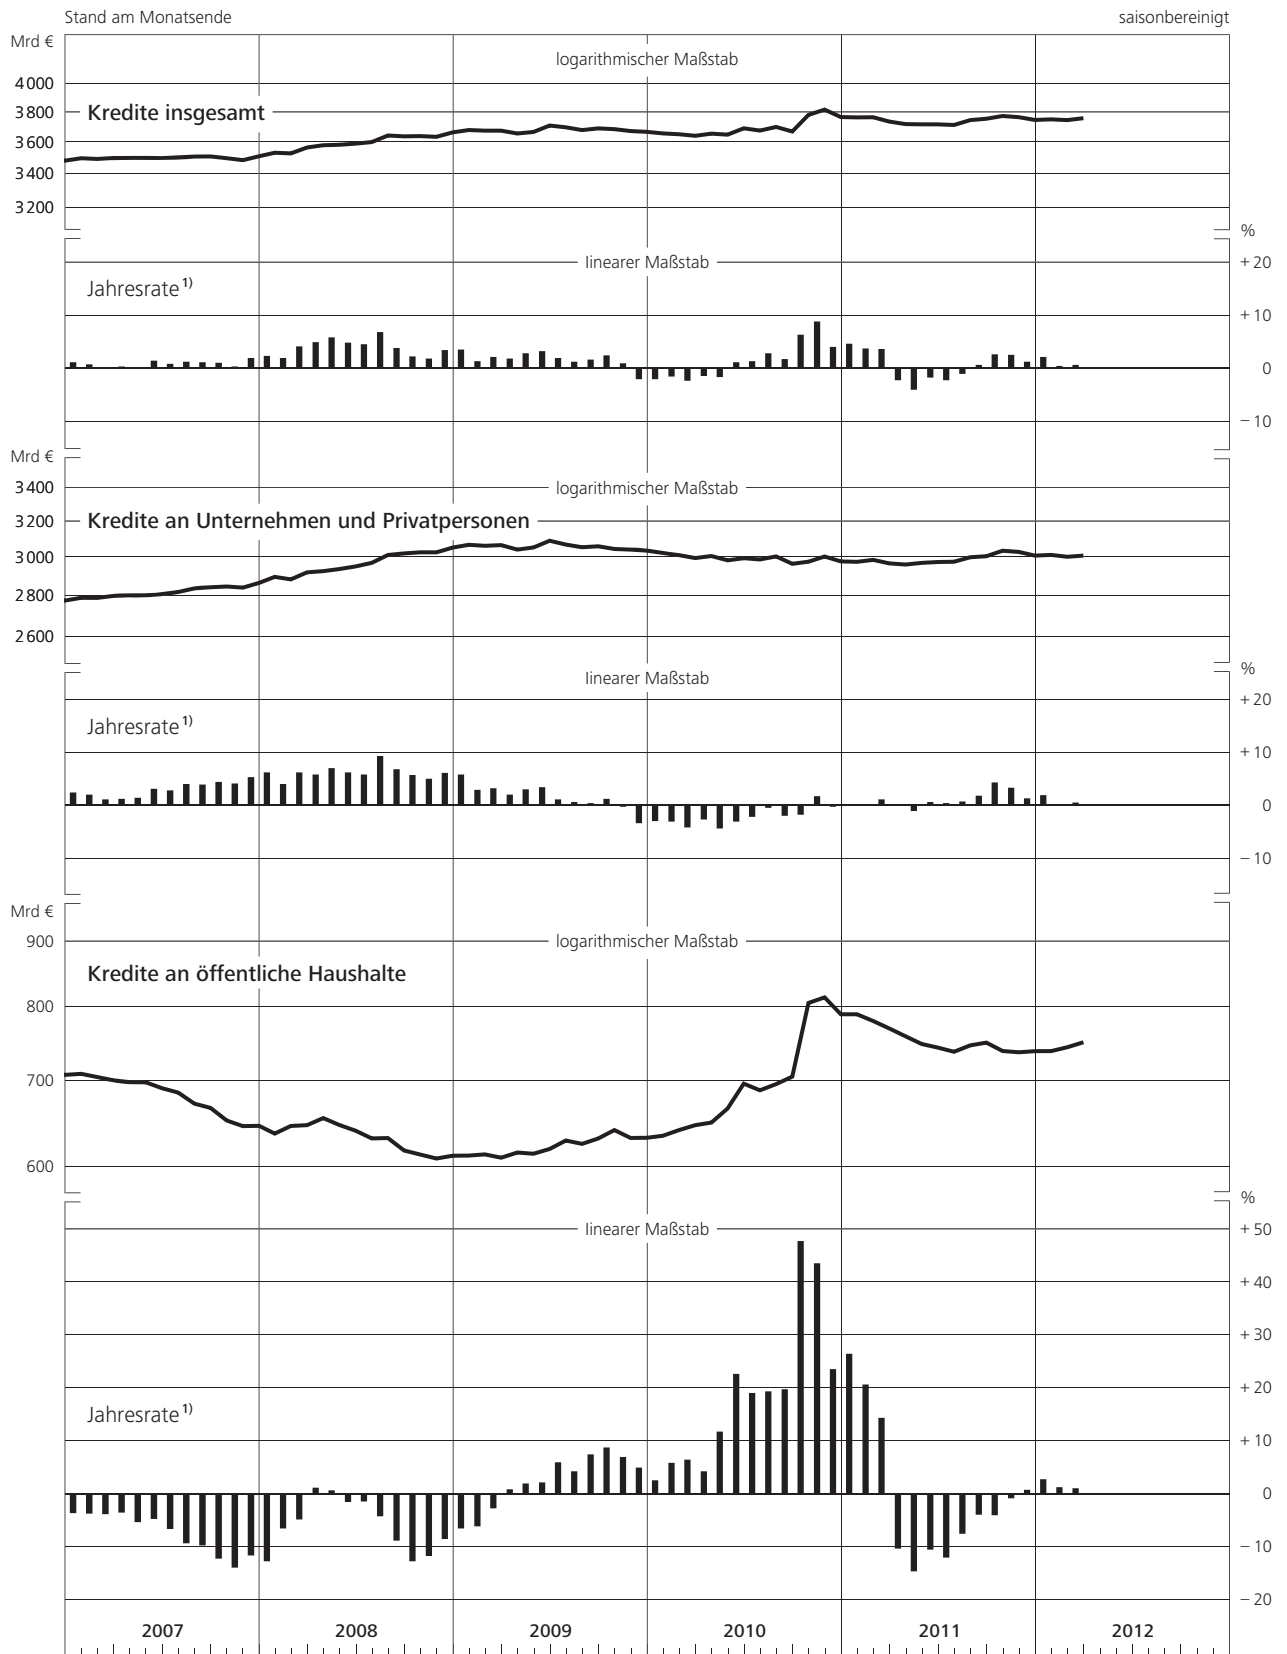 Stand am Monatsende saisonbereinigt
Mrd €
logarithmischer Maßstab
4 000
3 800
Kredite insgesamt
3 600
3 400
3 200
%
linearer Maßstab
+ 20
Jahresrate 1)
+ 10
0
− 10
Mrd €
3 400
logarithmischer Maßstab
3 200
Kredite an Unternehmen und Privatpersonen
3 000
2 800
2 600
%
linearer Maßstab
+ 20
Jahresrate 1)
+ 10
0
− 10
Mrd €
900
logarithmischer Maßstab
Kredite an öffentliche Haushalte
800
700
600
%
linearer Maßstab
+ 50
+ 40
+ 30
+ 20
Jahresrate 1)
+ 10
0
− 10
− 20
2007 2008 2009 2010 2011 2012